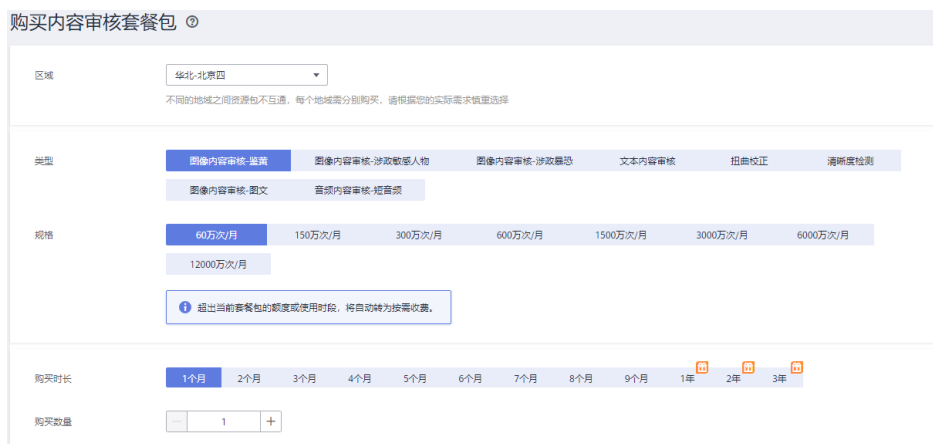 购买内容审核套餐包 ?
区域 华北-北京四
不同的地域之间资源包不互通，每个地域需分别购买，请根据您的实际需求慎重选择
类型 图像内容审核-鉴黄 图像内容审核-涉政敏感人物 图像内容审核-涉政暴恐 文本内容审核 扭曲校正 清晰度检测
图像内容审核-图文 音频内容审核-短音频
规格 60万次/月 150万次/月 300万次/月 600万次/月 1500万次/月 3000万次/月 6000万次/月
12000万次/月
超出当前套餐包的额度或使用时段，将自动转为按需收费。
购买时长 1个月 2个月 3个月 4个月 5个月 6个月 7个月 8个月 9个月 1年 2年 3年
购买数量 － 1 ＋